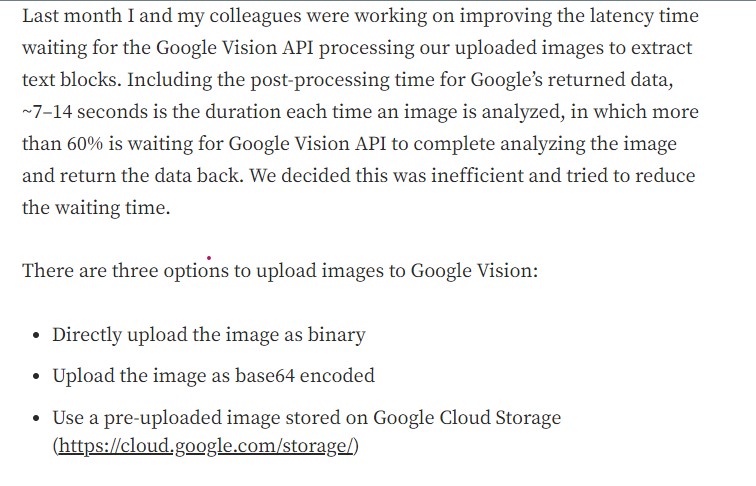 Last month I and my colleagues were working on improving the latency time
waiting for the Google Vision API processing our uploaded images to extract
text blocks. Including the post-processing time for Google’s returned data,
~7–14 seconds is the duration each time an image is analyzed, in which more
than 60% is waiting for Google Vision API to complete analyzing the image
and return the data back. We decided this was inefficient and tried to reduce
the waiting time.
There are three options to upload images to Google Vision:
• Directly upload the image as binary
• Upload the image as base64 encoded
• Use a pre-uploaded image stored on Google Cloud Storage
(https://cloud.google.com/storage/)